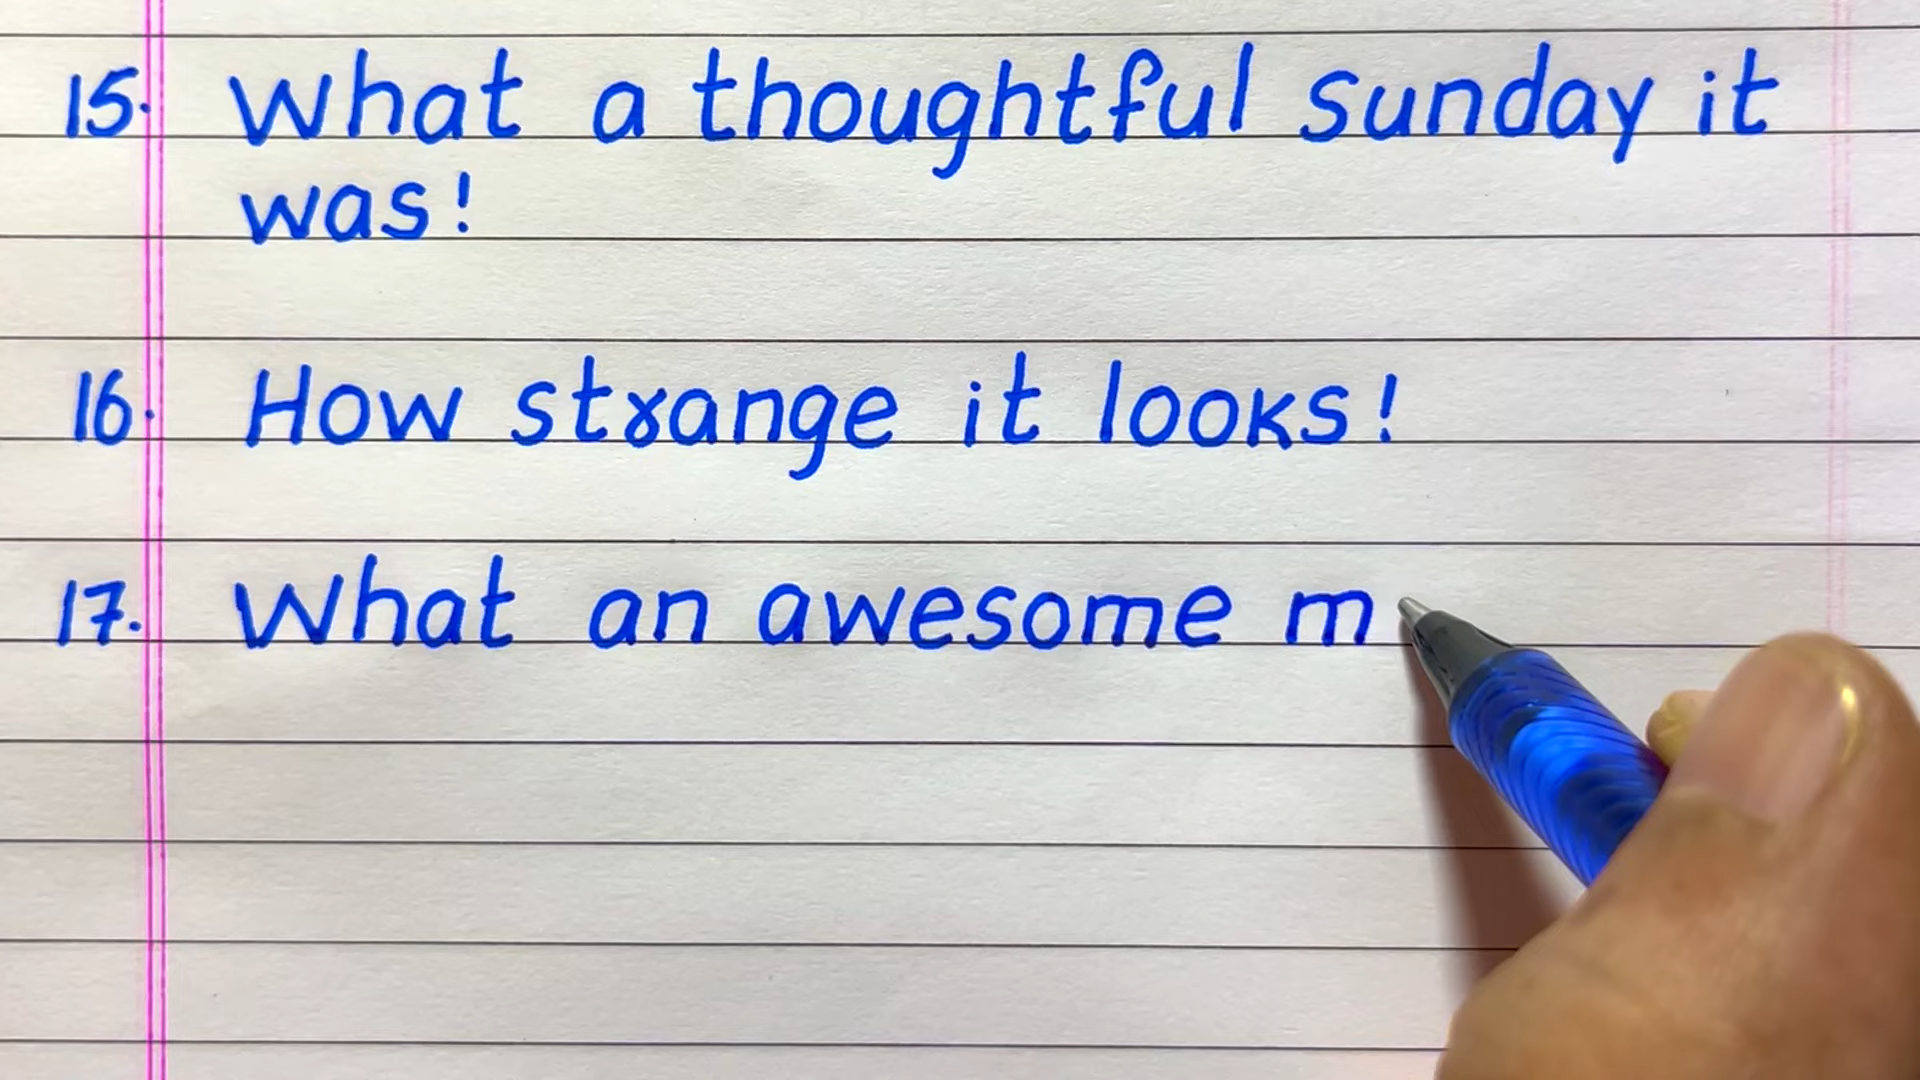 15. What a thoughtful sunday it
was!
16. How strange it looks!
17. What an awesome m